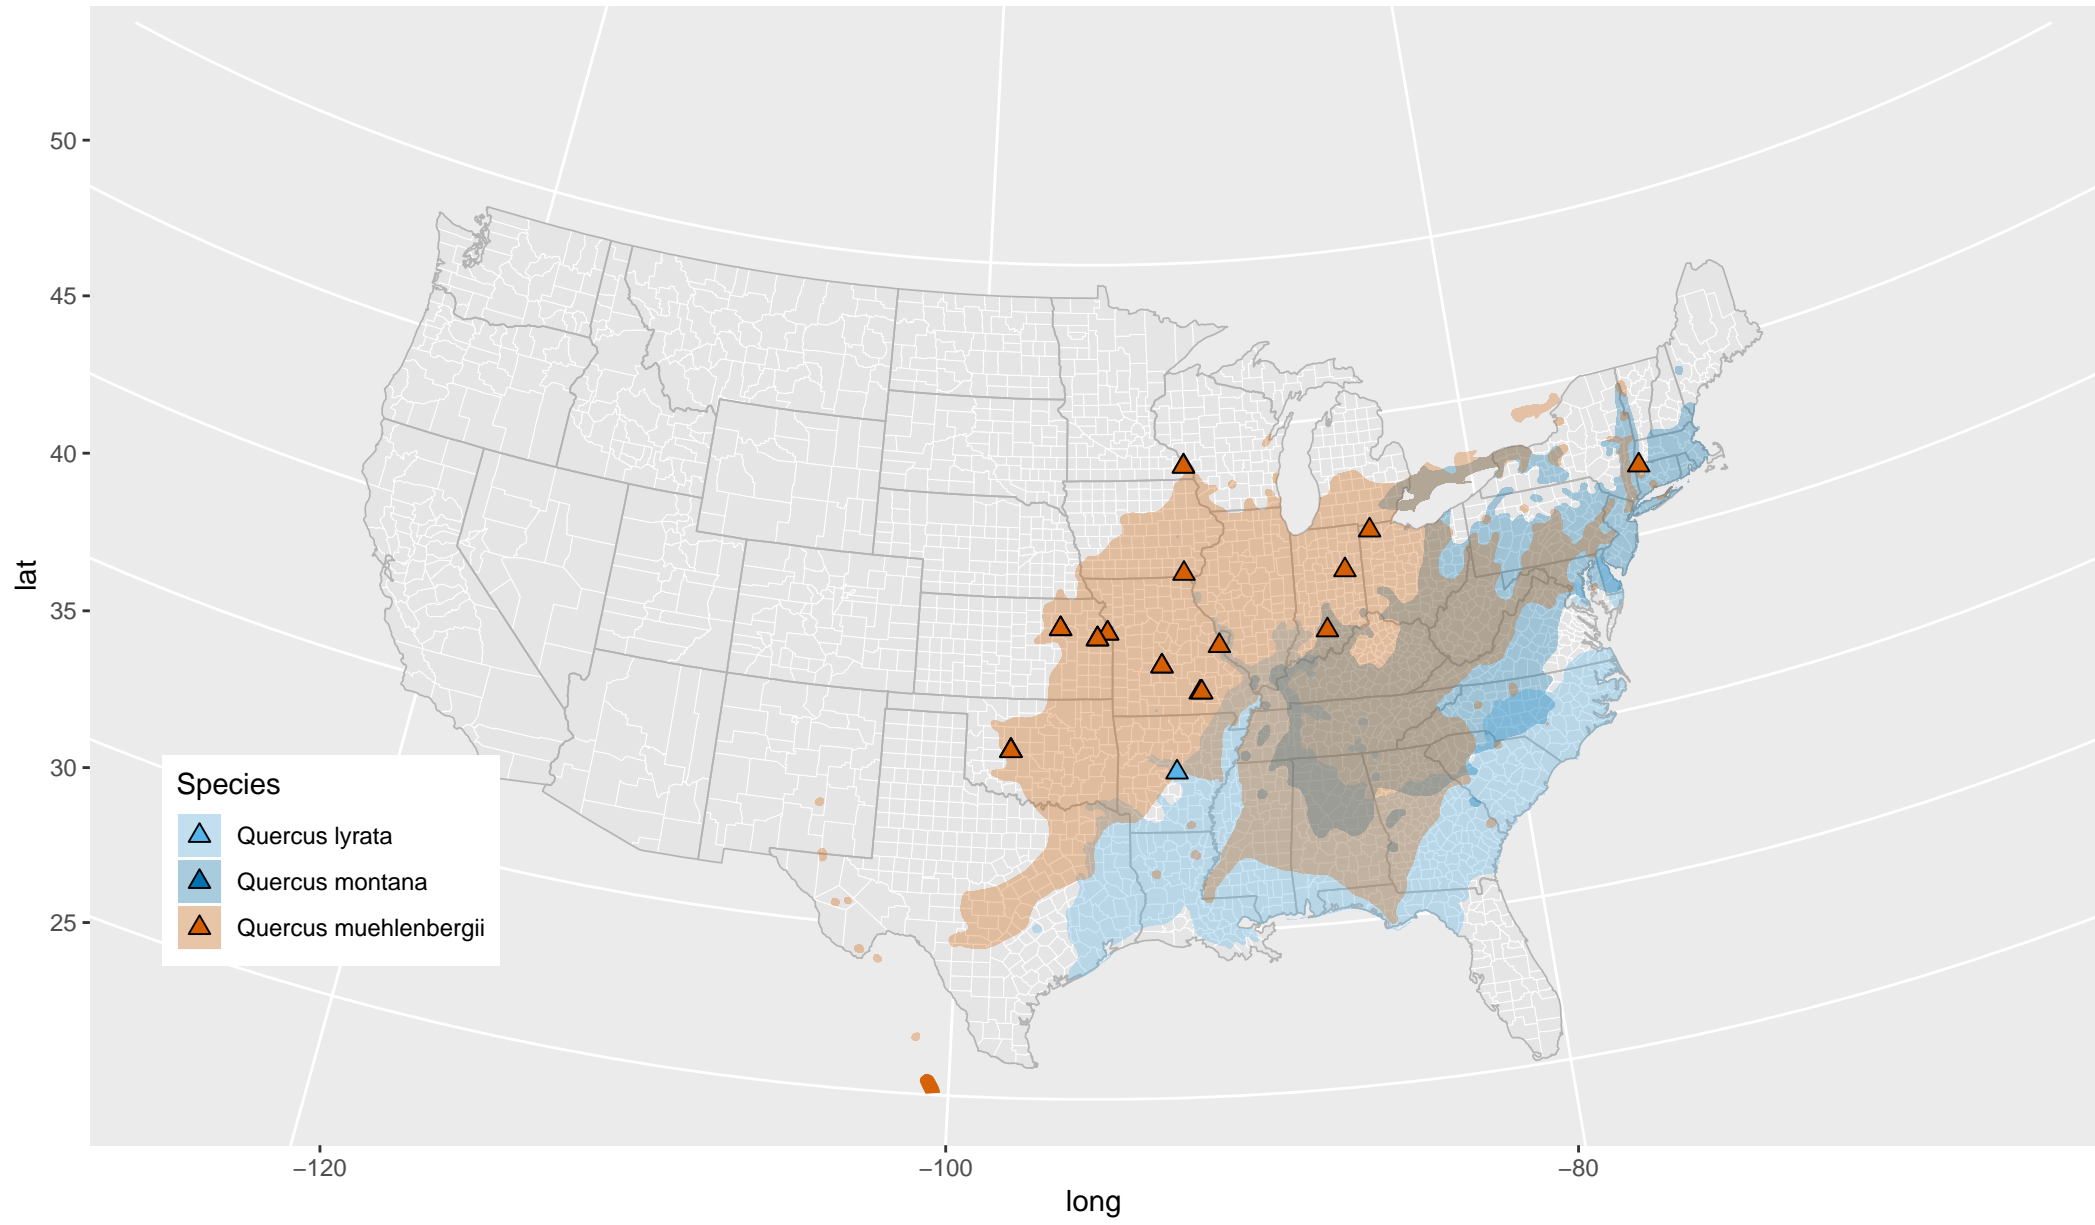 50
45
40
35
30
25
lat
Species
Quercus lyrata
Quercus montana
Quercus muehlenbergii
−120
−100
−80
long